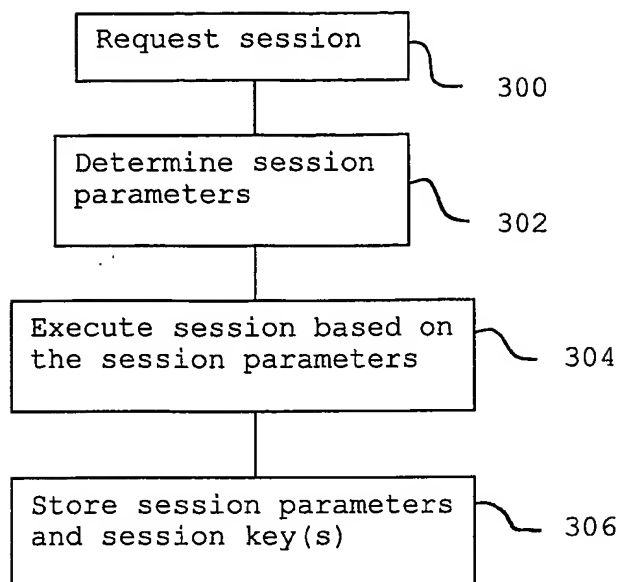 Request session
300
Determine session
parameters
302
Execute session based on
the session parameters
304
Store session parameters
and session key(s)
306